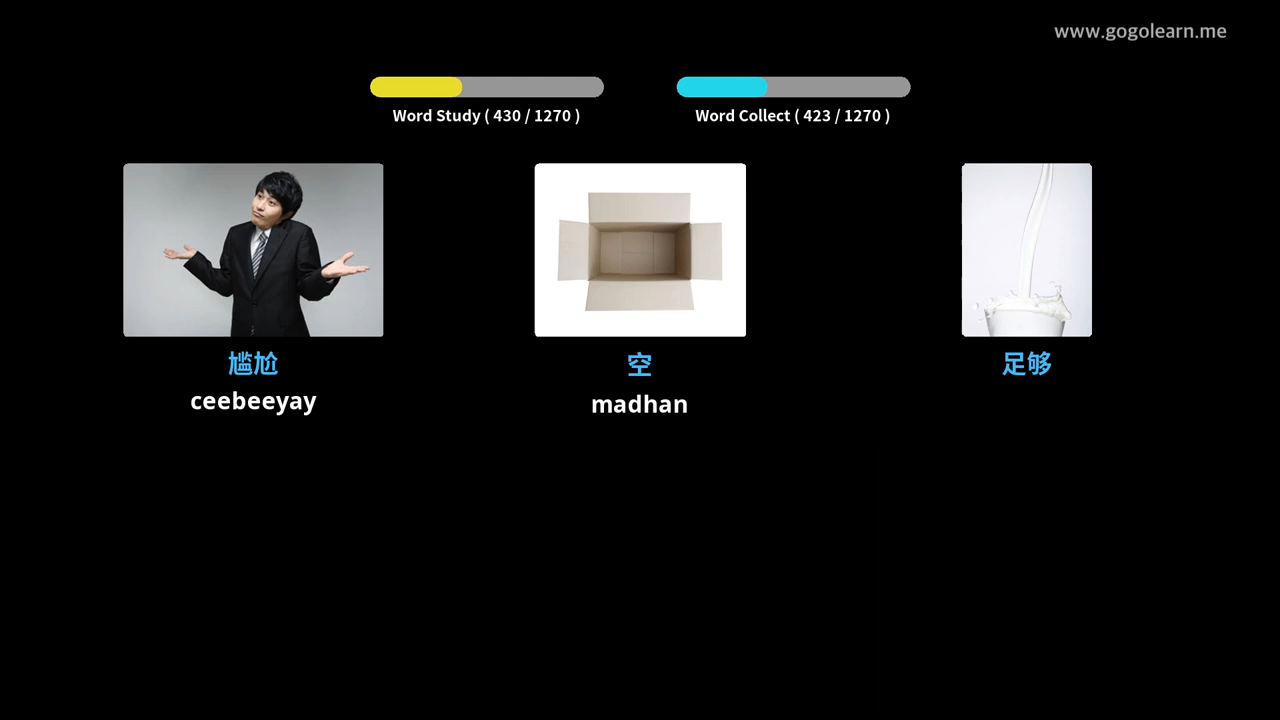 www.gogolearn.me
Word Study ( 430 / 1270 )
Word Collect ( 423 / 1270 )
尴尬
ceebeeyay
空
madhan
足够